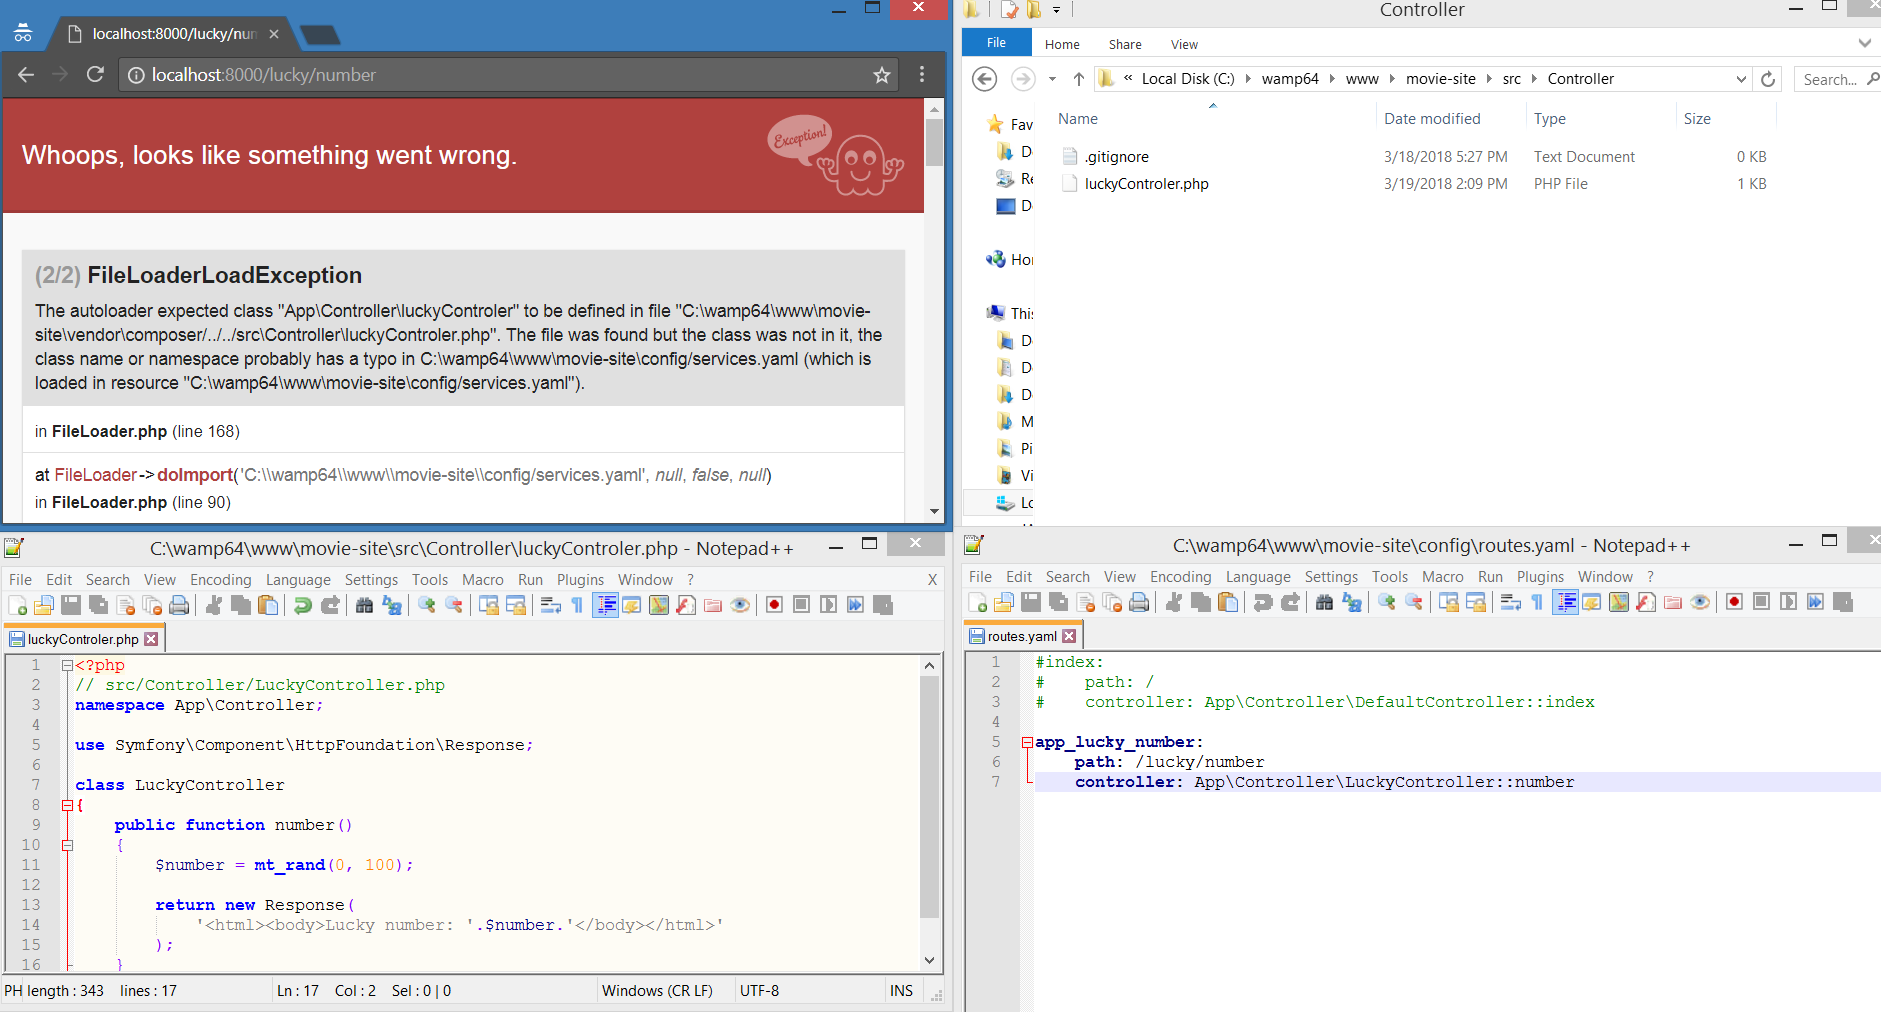 localhost:8000/lucky/num
localhost:8000/lucky/number
Whoops, looks like something went wrong.
Exception!
(2/2) FileLoaderLoadException
The autoloader expected class "App\Controller\luckyControler" to be defined in file "C:\wamp64\www\movie-
site\vendor\composer/../../src\Controller\luckyControler.php". The file was found but the class was not in it, the
class name or namespace probably has a typo in C:\wamp64\www\movie-site\config/services.yaml (which is
loaded in resource "C:\wamp64\www\movie-site\config/services.yaml").
in FileLoader.php (line 168)
at FileLoader->doImport('C:\\wamp64\\www\\movie-site\\config/services.yaml', null, false, null)
in FileLoader.php (line 90)
Controller
File Home Share View
« Local Disk (C:) wamp64 www movie-site src Controller Search...
Name Date modified Type Size
.gitignore 3/18/2018 5:27 PM Text Document 0 KB
luckyControler.php 3/19/2018 2:09 PM PHP File 1 KB
Fav
D
Re
D
Hor
This
D
D
D
M
Pi
Vi
Lo
C:\wamp64\www\movie-site\src\Controller\luckyControler.php - Notepad++
File Edit Search View Encoding Language Settings Tools Macro Run Plugins Window ? X
luckyControler.php
1 <?php
2 // src/Controller/LuckyController.php
3 namespace App\Controller;
4
5 use Symfony\Component\HttpFoundation\Response;
6
7 class LuckyController
8 {
9 public function number()
10 {
11 $number = mt_rand(0, 100);
12
13 return new Response(
14 '<html><body>Lucky number: '.$number.'</body></html>'
15 );
16 }
PH length : 343 lines : 17 Ln : 17 Col : 2 Sel : 0 | 0 Windows (CR LF) UTF-8 INS
C:\wamp64\www\movie-site\config\routes.yaml - Notepad++
File Edit Search View Encoding Language Settings Tools Macro Run Plugins Window ?
routes.yaml
1 #index:
2 # path: /
3 # controller: App\Controller\DefaultController::index
4
5 app_lucky_number:
6 path: /lucky/number
7 controller: App\Controller\LuckyController::number